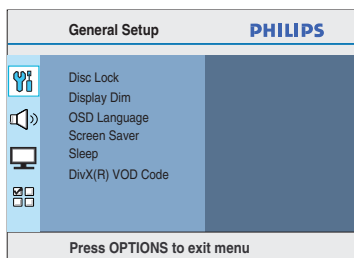 General Setup
PHILIPS
Disc Lock
Display Dim
OSD Language
Screen Saver
Sleep
DivX(R) VOD Code
Press OPTIONS to exit menu